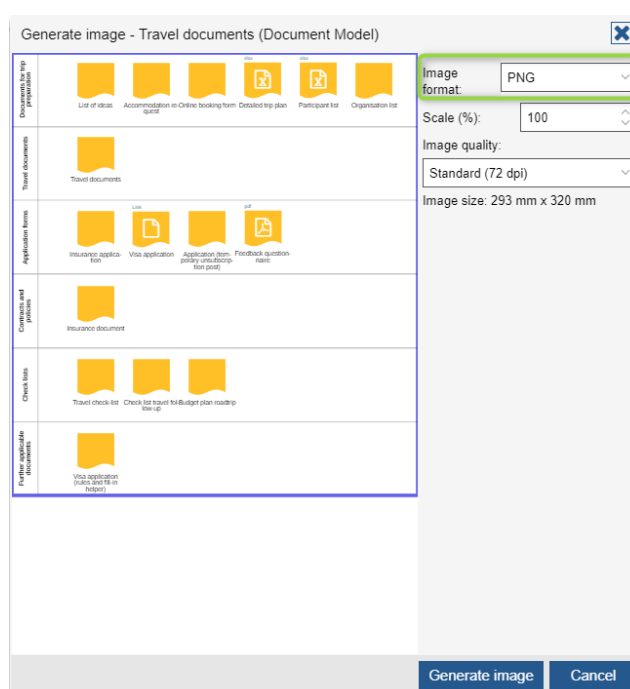 Generate image - Travel documents (Document Model)
Documents for trip
preparation
xlsx
xlsx
List of ideas
Accommodation re-
quest
Online booking form
Detailed trip plan
Participant list
Organisation list
Travel documents
Travel documents
Application forms
Link
pdf
Insurance applica-
tion
Visa application
Application (tem-
porary unsubscrip-
tion post)
Feedback question-
naire
Contracts and
policies
Insurance document
Check lists
Travel check-list
Check list travel fol-
low-up
Budget plan roadtrip
Further applicable
documents
Visa application
(rules and fill-in
helper)
Image
format:
PNG
Scale (%):
100
Image quality:
Standard (72 dpi)
Image size: 293 mm x 320 mm
Generate image
Cancel